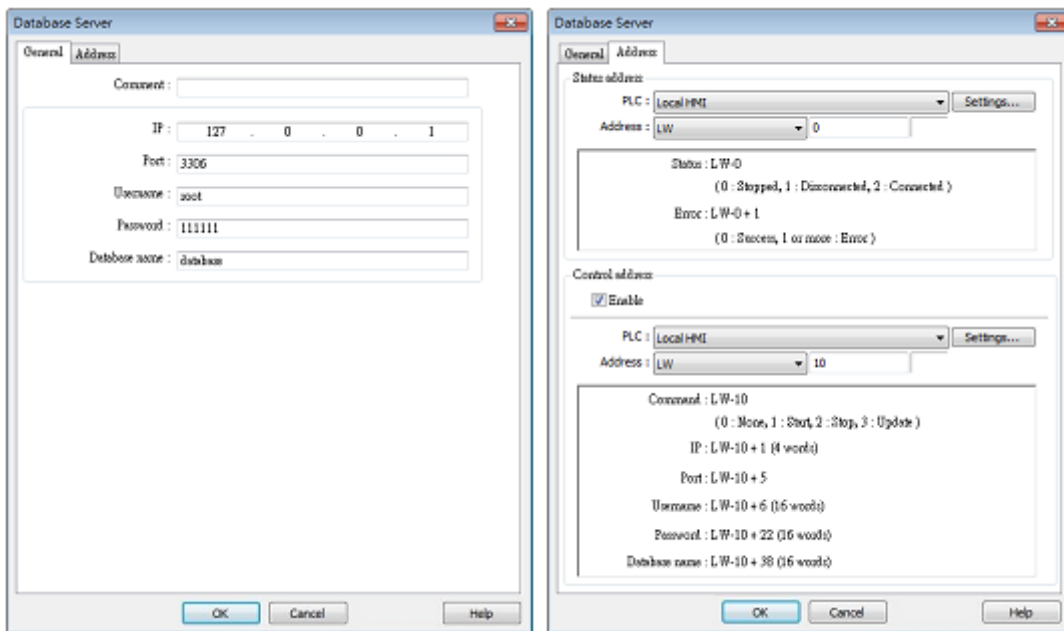 Database Server
General Address
Comment :
IP : 127 . 0 . 0 . 1
Port : 3306
Username : root
Password : 111111
Database name : database
OK Cancel Help
Database Server
General Address
Status address
PLC : Local HMI Settings...
Address : LW 0
Status : LW-0
( 0 : Stopped, 1 : Disconnected, 2 : Connected )
Error : LW-0 + 1
( 0 : Success, 1 or more : Error )
Control address
Enable
PLC : Local HMI Settings...
Address : LW 10
Command : LW-10
( 0 : None, 1 : Start, 2 : Stop, 3 : Update )
IP : LW-10 + 1 (4 words)
Port : LW-10 + 5
Username : LW-10 + 6 (16 words)
Password : LW-10 + 22 (16 words)
Database name : LW-10 + 38 (16 words)
OK Cancel Help